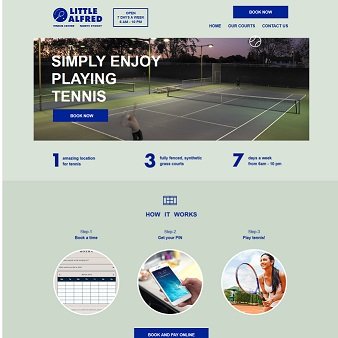 LITTLE
ALFRED
TENNIS CENTRE NORTH SYDNEY
OPEN
7 DAYS A WEEK
6 AM - 10 PM
BOOK NOW
HOME OUR COURTS CONTACT US
SIMPLY ENJOY
PLAYING
TENNIS
BOOK NOW
1 amazing location
for tennis
3 fully fenced, synthetic
grass courts
7 days a week
from 6am - 10 pm
HOW IT WORKS
Step 1
Book a time
Step 2
Get your PIN
Step 3
Play tennis!
BOOK AND PAY ONLINE